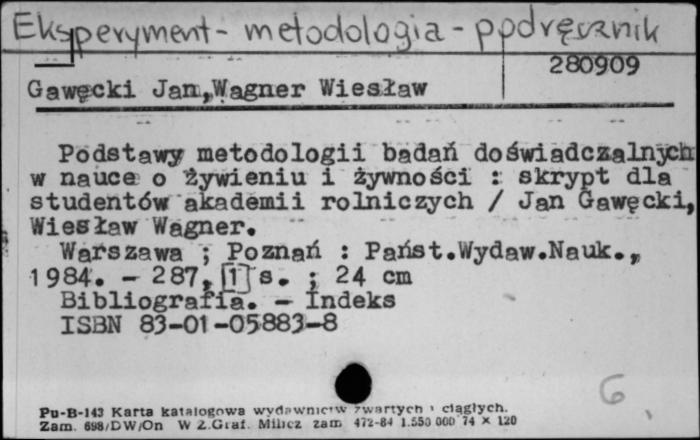 Eksperyment - metodologia - podręcznik
280909
Gawęcki Jan, Wagner Wiesław
Podstawy metodologii badań doświadczalnych
w nauce o żywieniu i żywności : skrypt dla
studentów akademii rolniczych / Jan Gawęcki,
Wiesław Wagner.
Warszawa ; Poznań : Państ.Wydaw.Nauk.,
1984. - 287, [1] s. ; 24 cm
Bibliografia. - Indeks
ISBN 83-01-05883-8
6
Pu-B-143 Karta katalogowa wydawnictw zwartych i ciągłych.
Zam. 698/DW/On W Z.Graf. Milicz zam 472-84 1.550 000 74 x 120